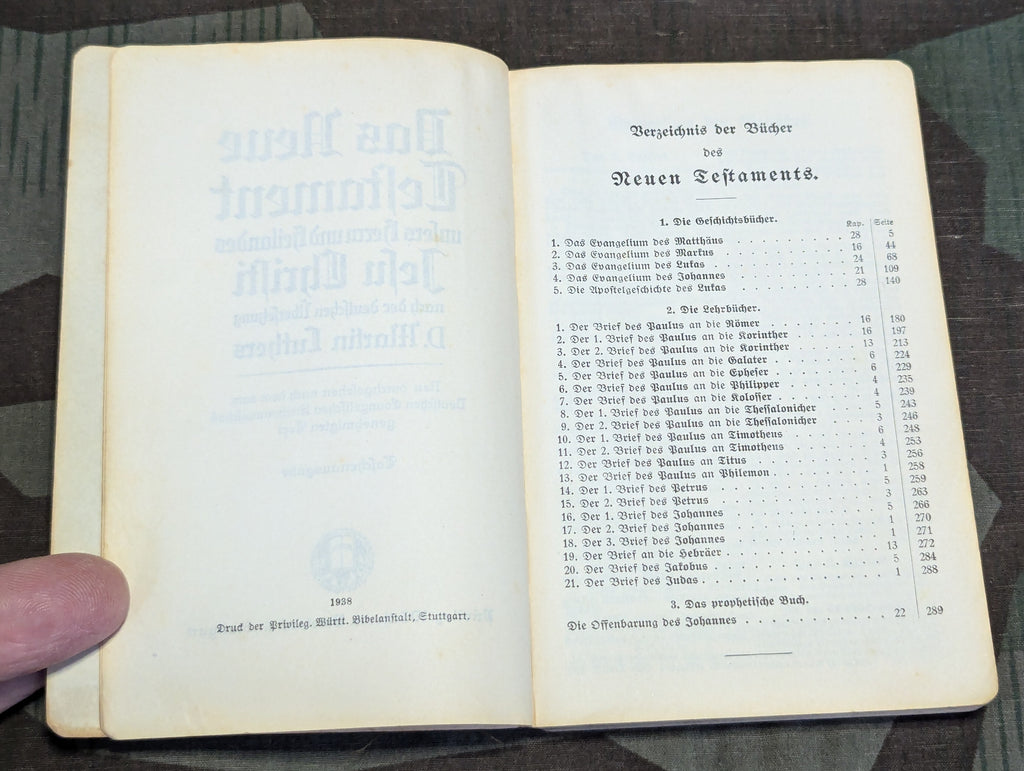 Das Neue
Testament
unsers Herrn und Heilandes
Jesu Christi
nach der deutschen Übersetzung
D. Martin Luthers
Neu durchgesehen nach dem vom
Deutschen Evangelischen Kirchenausschuß
genehmigten Text
Taschenausgabe
1938
Druck der Privileg. Württ. Bibelanstalt, Stuttgart.
Verzeichnis der Bücher
des
Neuen Testaments.
1. Die Geschichtsbücher.
Kap. Seite
1. Das Evangelium des Matthäus . . . . . . . . 28 5
2. Das Evangelium des Markus . . . . . . . . 16 44
3. Das Evangelium des Lukas . . . . . . . . 24 68
4. Das Evangelium des Johannes . . . . . . . . 21 109
5. Die Apostelgeschichte des Lukas . . . . . . . . 28 140
2. Die Lehrbücher.
1. Der Brief des Paulus an die Römer . . . . . . 16 180
2. Der 1. Brief des Paulus an die Korinther . . . . 16 197
3. Der 2. Brief des Paulus an die Korinther . . . . 13 213
4. Der Brief des Paulus an die Galater . . . . . . 6 224
5. Der Brief des Paulus an die Epheser . . . . . . 6 229
6. Der Brief des Paulus an die Philipper . . . . . 4 235
7. Der Brief des Paulus an die Kolosser . . . . . . 4 239
8. Der 1. Brief des Paulus an die Thessalonicher . . . 5 243
9. Der 2. Brief des Paulus an die Thessalonicher . . . 3 246
10. Der 1. Brief des Paulus an Timotheus . . . . . 6 248
11. Der 2. Brief des Paulus an Timotheus . . . . . 4 253
12. Der Brief des Paulus an Titus . . . . . . . 3 256
13. Der Brief des Paulus an Philemon . . . . . . 1 258
14. Der 1. Brief des Petrus . . . . . . . . . 5 259
15. Der 2. Brief des Petrus . . . . . . . . . 3 263
16. Der 1. Brief des Johannes . . . . . . . . 5 266
17. Der 2. Brief des Johannes . . . . . . . . 1 270
18. Der 3. Brief des Johannes . . . . . . . . 1 271
19. Der Brief an die Hebräer . . . . . . . . . 13 272
20. Der Brief des Jakobus . . . . . . . . . 5 284
21. Der Brief des Judas . . . . . . . . . . 1 288
3. Das prophetische Buch.
Die Offenbarung des Johannes . . . . . . . . 22 289